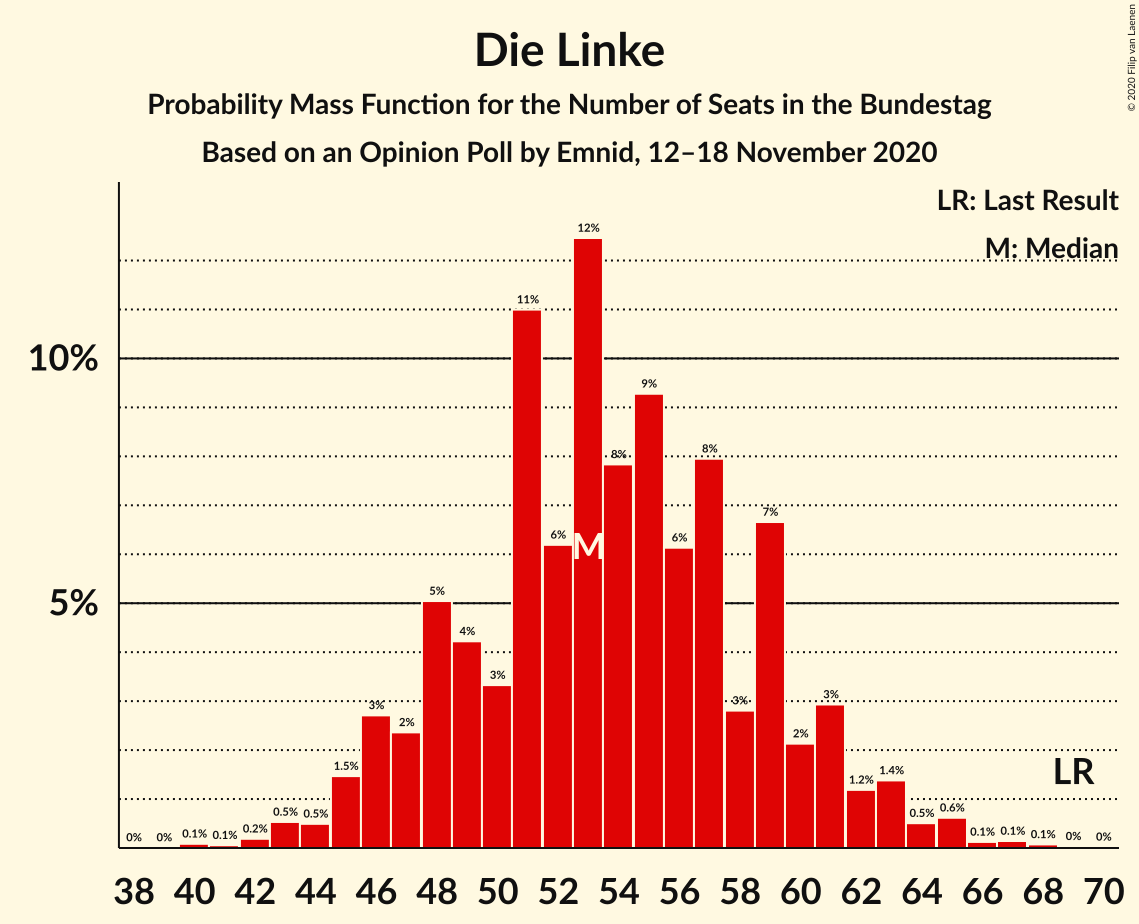 Die Linke
Probability Mass Function for the Number of Seats in the Bundestag
Based on an Opinion Poll by Emnid, 12–18 November 2020
© 2020 Filip van Laenen
LR: Last Result
M: Median
10%
5%
0% 0% 0.1% 0.1% 0.2% 0.5% 0.5% 1.5% 3% 2% 5% 4% 3% 11% 6% 12% 8% 9% 6% 8% 3% 7% 2% 3% 1.2% 1.4% 0.5% 0.6% 0.1% 0.1% 0.1% 0% 0%
M
LR
38 40 42 44 46 48 50 52 54 56 58 60 62 64 66 68 70